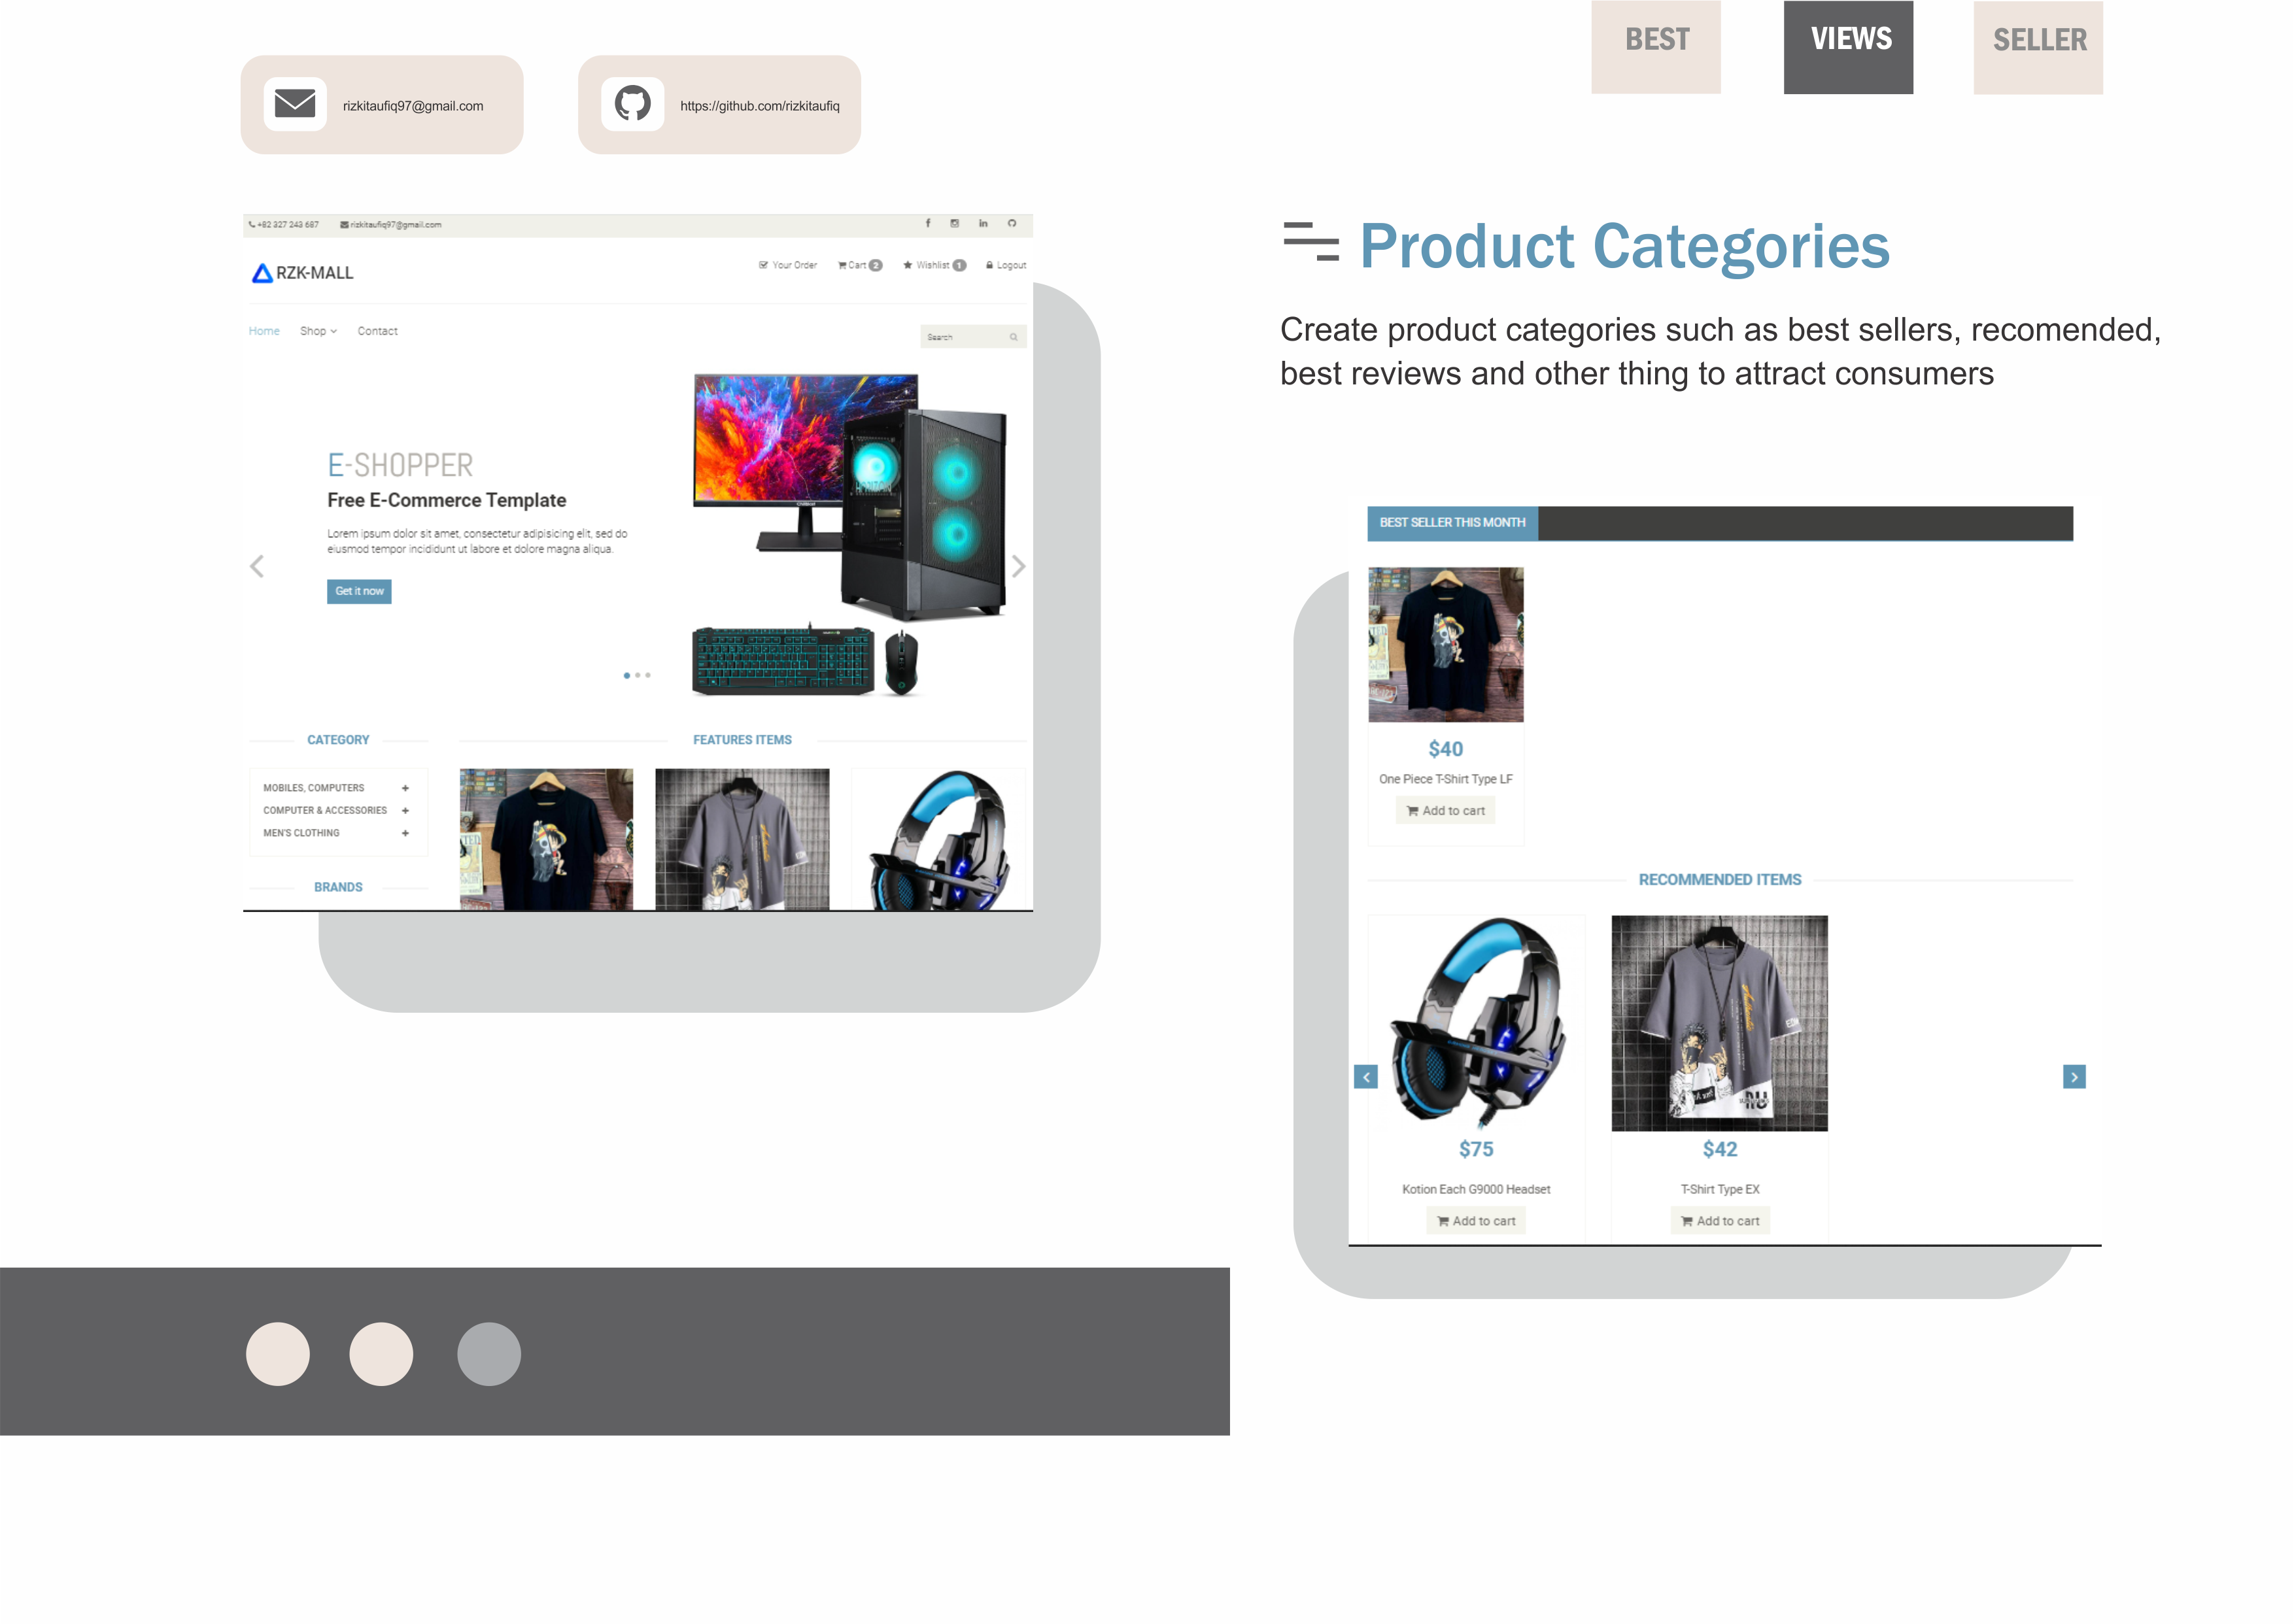 BEST
VIEWS
SELLER
rizkitaufiq97@gmail.com
https://github.com/rizkitaufiq
+82 327 243 687
rizkitaufiq97@gmail.com
RZK-MALL
Your Order
Cart 2
Wishlist 1
Logout
Home
Shop
Contact
Search
E-SHOPPER
Free E-Commerce Template
Lorem ipsum dolor sit amet, consectetur adipisicing elit, sed do
eiusmod tempor incididunt ut labore et dolore magna aliqua.
Get it now
CATEGORY
MOBILES, COMPUTERS
COMPUTER & ACCESSORIES
MEN'S CLOTHING
BRANDS
FEATURES ITEMS
Product Categories
Create product categories such as best sellers, recomended,
best reviews and other thing to attract consumers
BEST SELLER THIS MONTH
$40
One Piece T-Shirt Type LF
Add to cart
RECOMMENDED ITEMS
$75
Kotion Each G9000 Headset
Add to cart
$42
T-Shirt Type EX
Add to cart